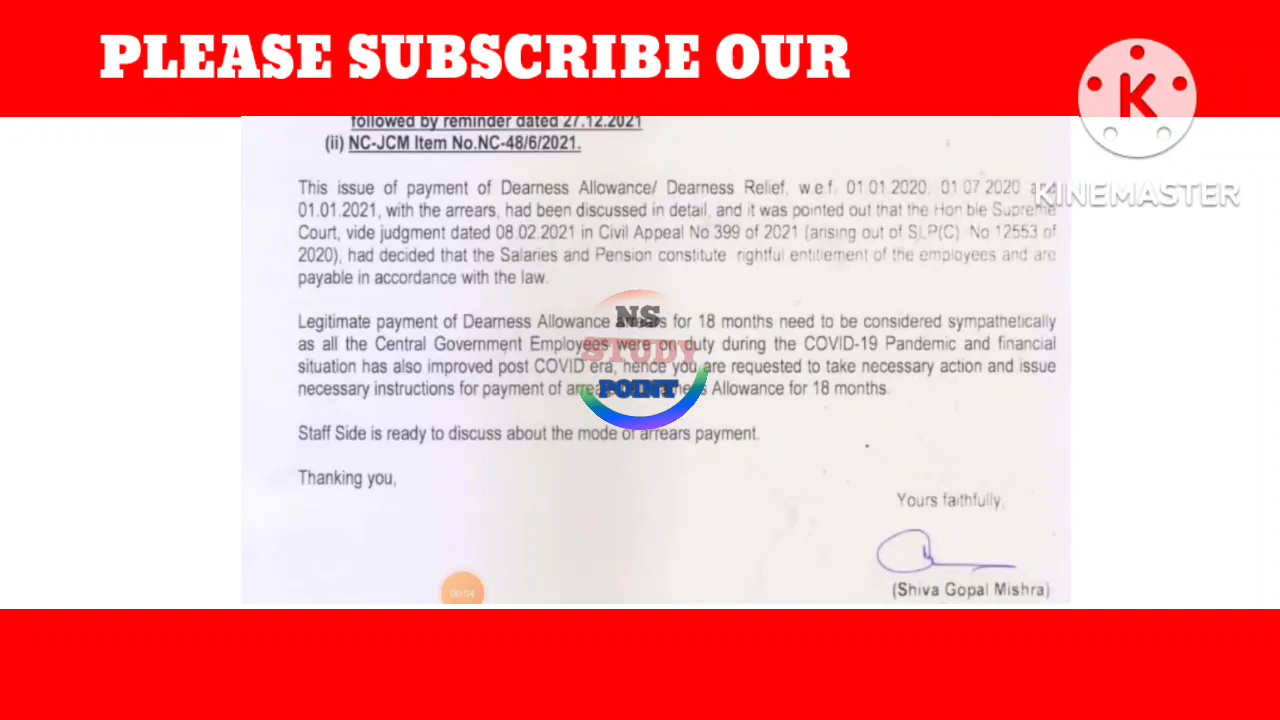 PLEASE SUBSCRIBE OUR
K
KINEMASTER
followed by reminder dated 27.12.2021
(ii) NC-JCM Item No.NC-48/6/2021.
This issue of payment of Dearness Allowance/ Dearness Relief, w.e.f. 01.01.2020, 01.07.2020
01.01.2021, with the arrears, had been discussed in detail, and it was pointed out that the Hon'ble Supreme
Court, vide judgment dated 08.02.2021 in Civil Appeal No 399 of 2021 (arising out of SLP(C) No 12553 of
2020), had decided that the Salaries and Pension constitute rightful entitlement of the employees and are
payable in accordance with the law.
Legitimate payment of Dearness Allowance arrears for 18 months need to be considered sympathetically
as all the Central Government Employees were on duty during the COVID-19 Pandemic and financial
situation has also improved post COVID era, hence you are requested to take necessary action and issue
necessary instructions for payment of Allowance for 18 months.
Staff Side is ready to discuss about the mode of arrears payment.
Thanking you,
Yours faithfully,
(Shiva Gopal Mishra)
NS
STUDY
POINT
00:04